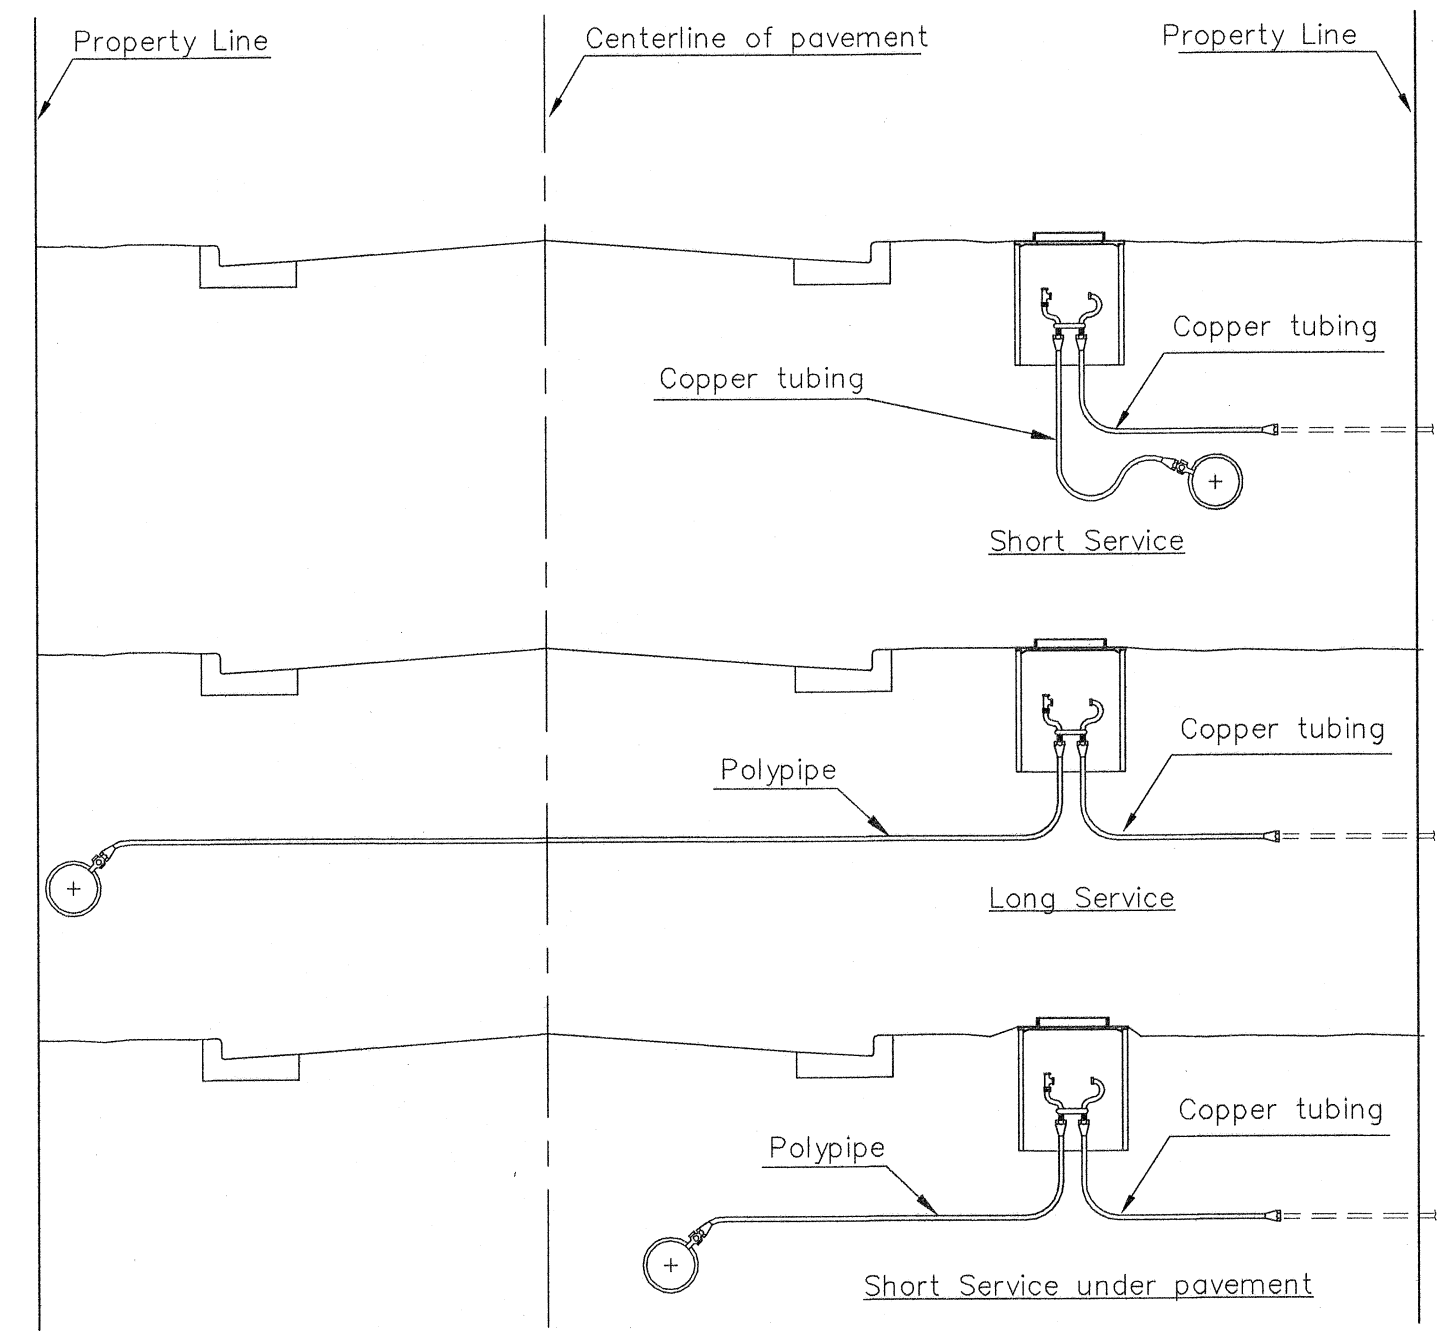 Property Line
Centerline of pavement
Property Line
Copper tubing
Copper tubing
Short Service
Copper tubing
Polypipe
Long Service
Copper tubing
Polypipe
Short Service under pavement